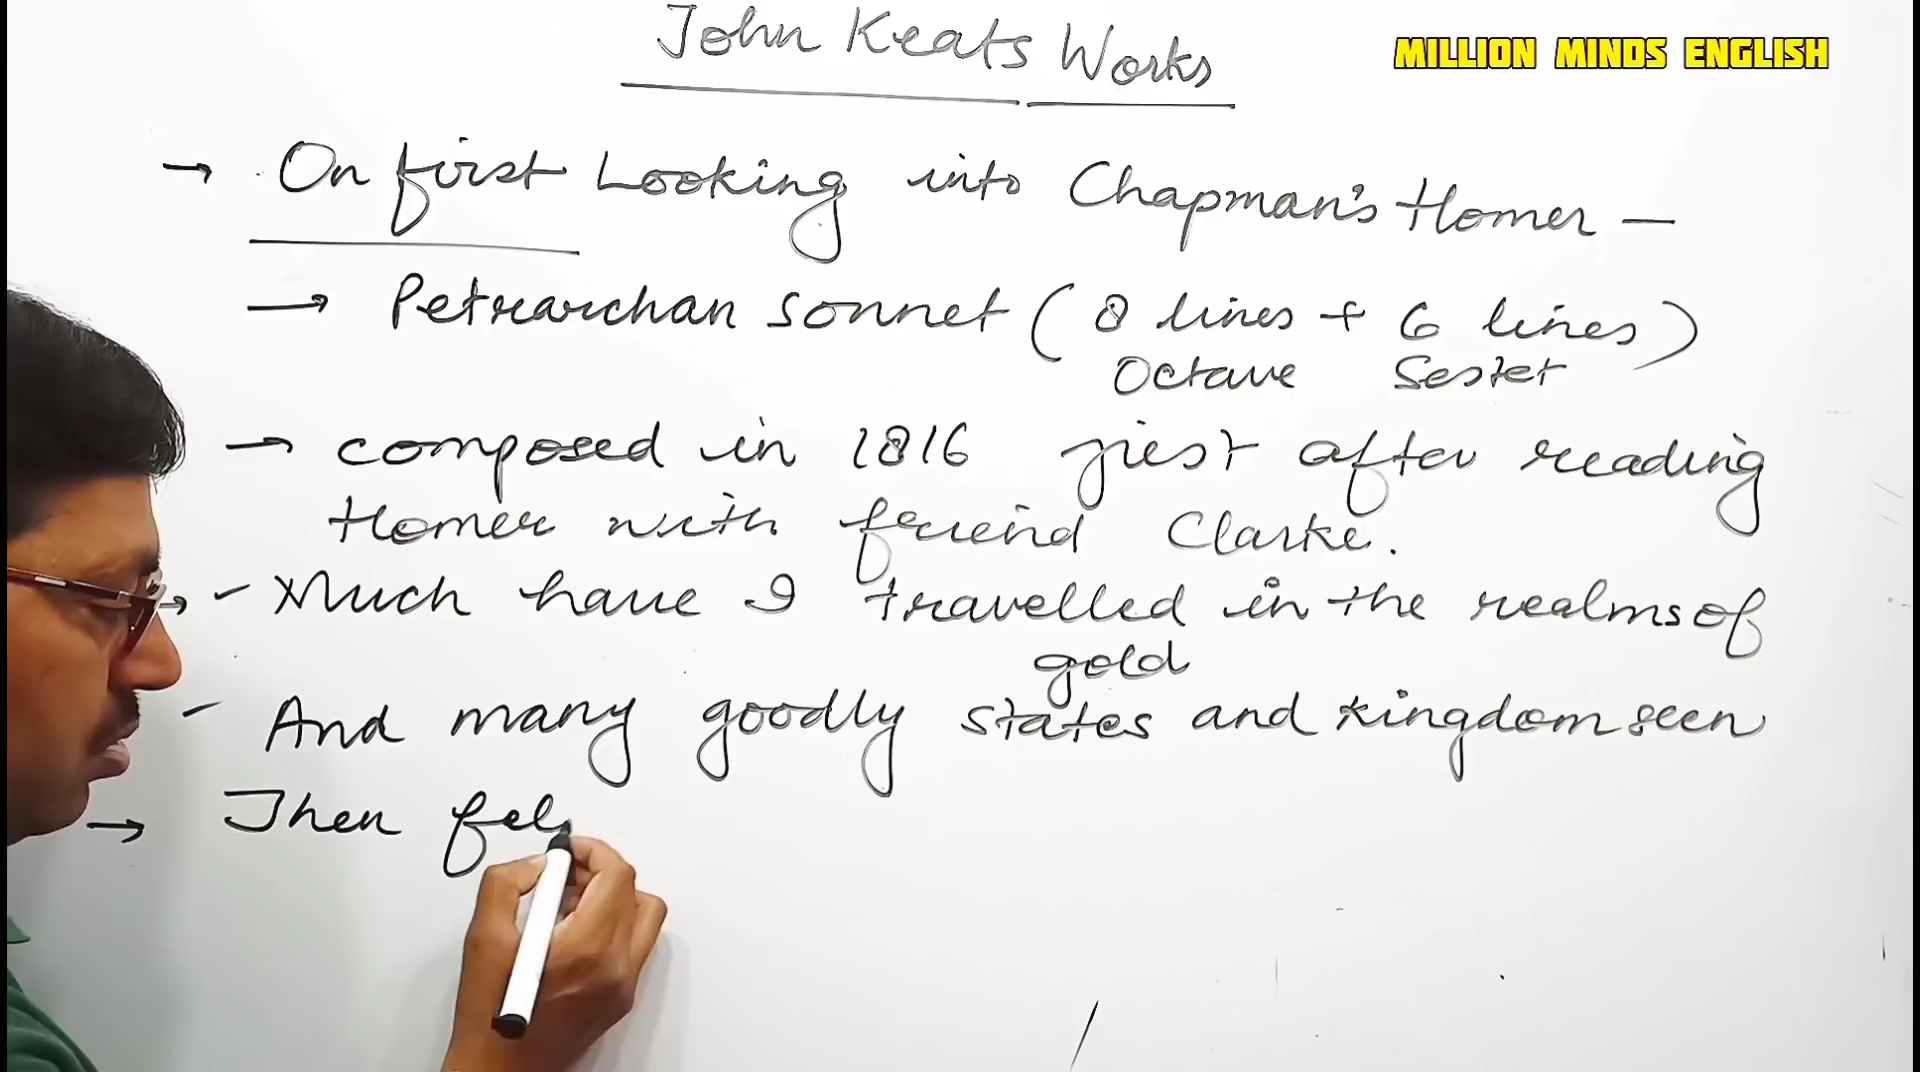 John Keats Works
MILLION MINDS ENGLISH
→ On first Looking into Chapman's Homer —
→ Petrarchan sonnet ( 8 lines + 6 lines )
Octave Sestet
→ composed in 1816 just after reading
Homer with freind Clarke.
→ - Much have I travelled in the realms of
gold
- And many goodly states and kingdom seen
→ Then fel